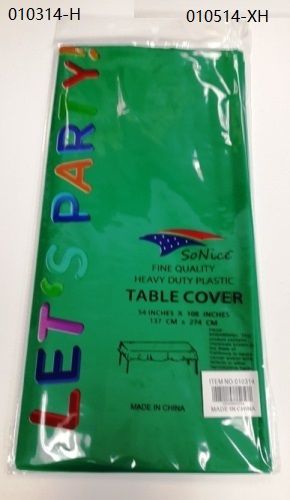 010314-H
010514-XH
LET'S PARTY!
SoNice
FINE QUALITY
HEAVY DUTY PLASTIC
TABLE COVER
54 INCHES X 108 INCHES
137 CM x 274 CM
MADE IN CHINA
ITEM NO.010314
MADE IN CHINA